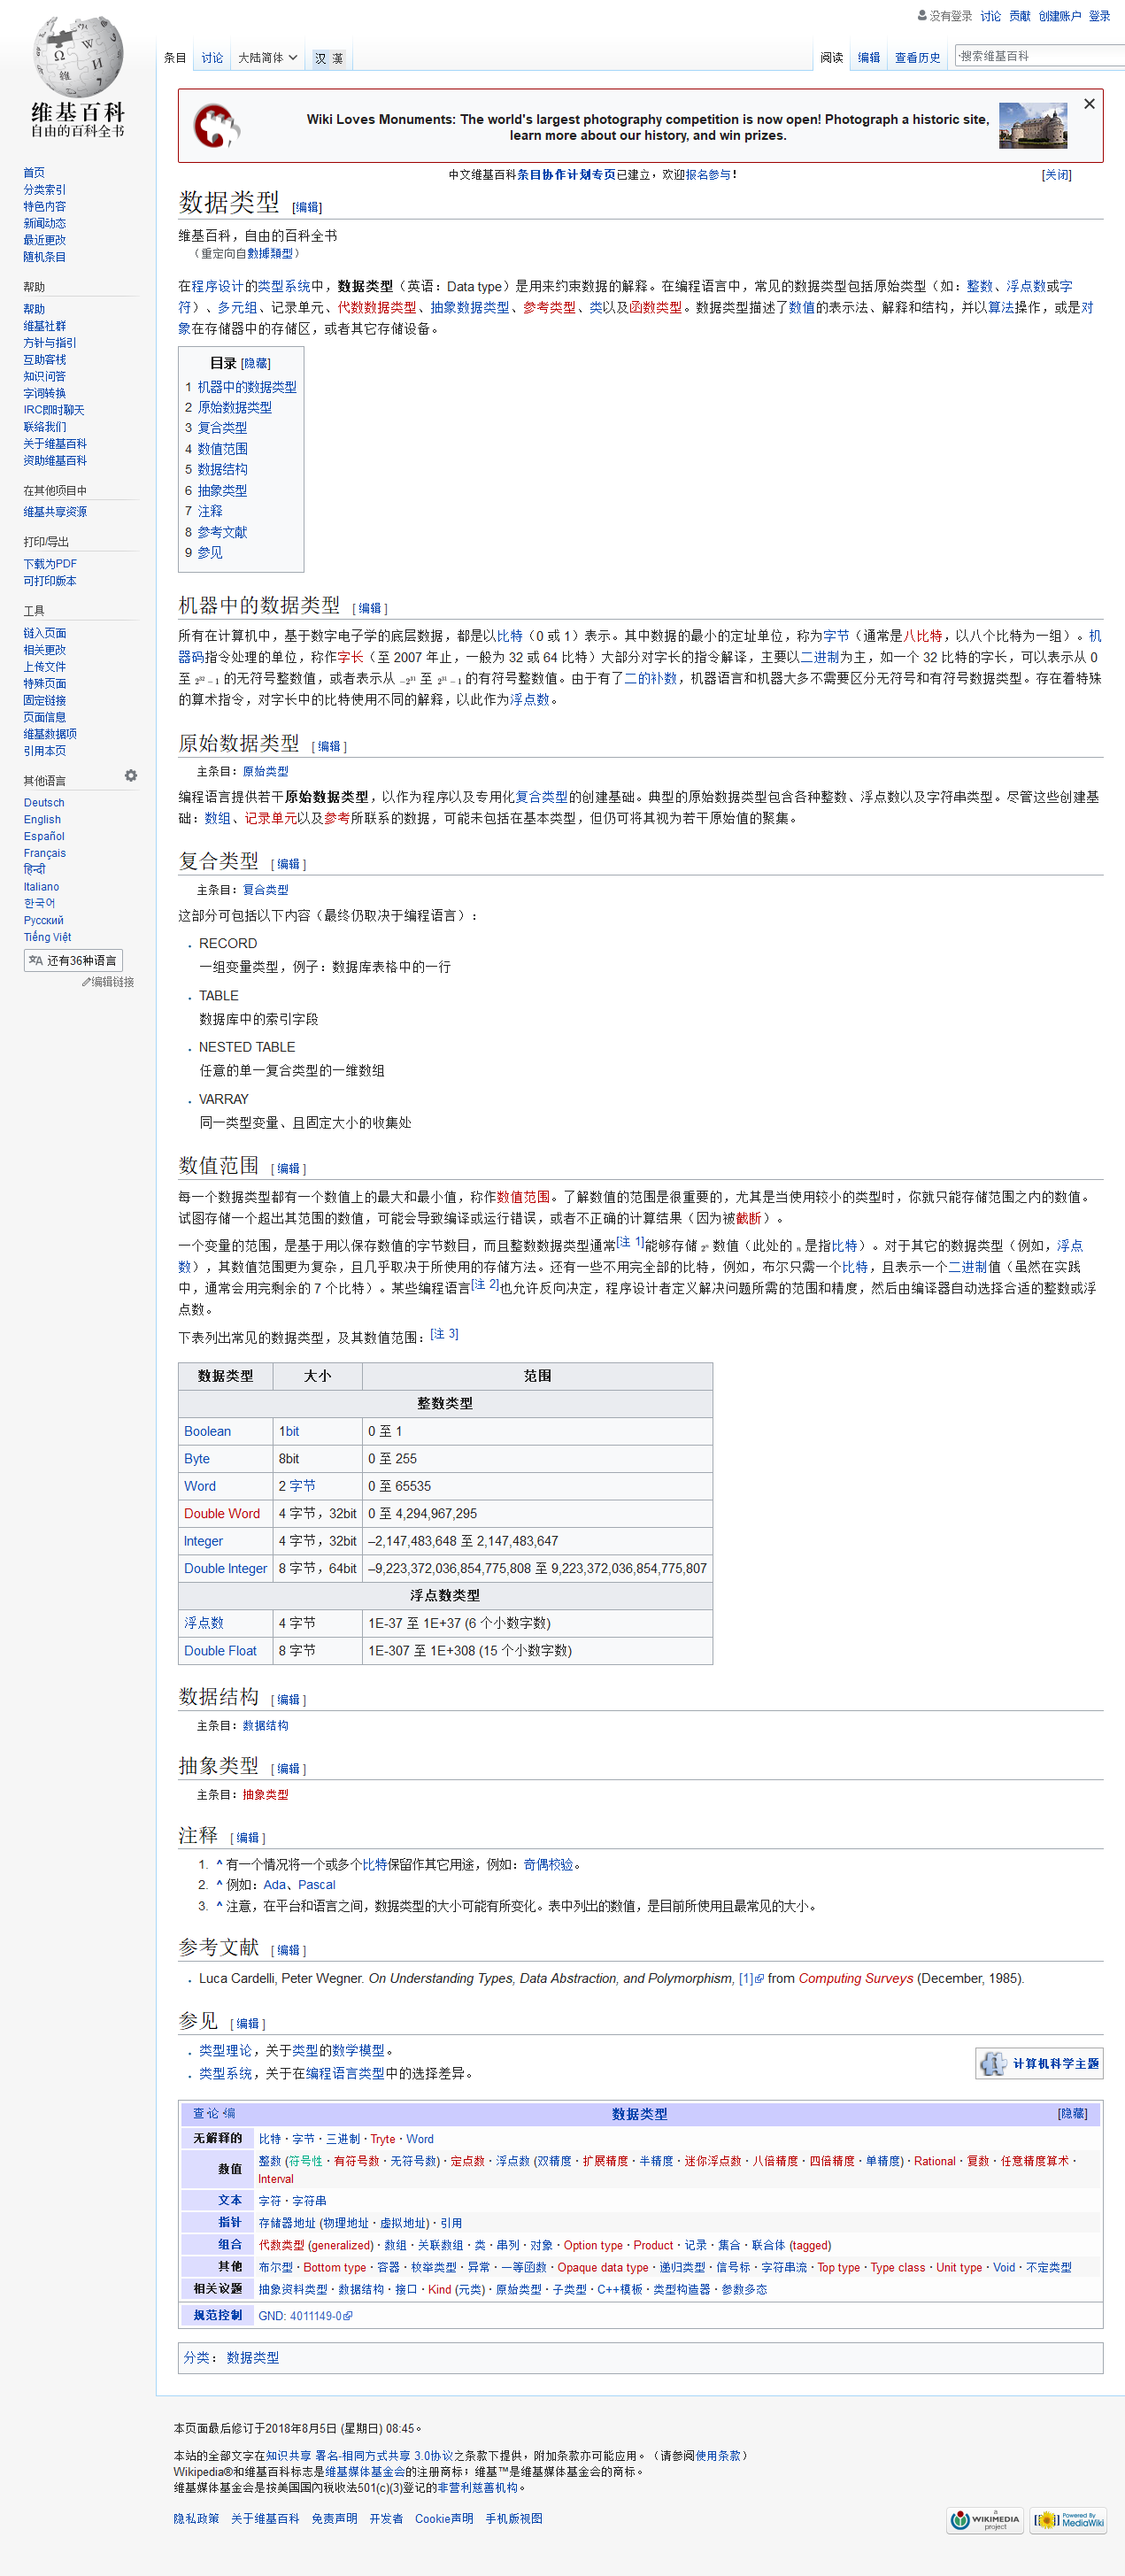 没有登录 讨论 贡献 创建账户 登录
维基百科
自由的百科全书
条目 讨论 大陆简体 汉 漢 阅读 编辑 查看历史 搜索维基百科
首页
分类索引
特色内容
新闻动态
最近更改
随机条目
帮助
帮助
维基社群
方针与指引
互助客栈
知识问答
字词转换
IRC即时聊天
联络我们
关于维基百科
资助维基百科
在其他项目中
维基共享资源
打印/导出
下载为PDF
可打印版本
工具
链入页面
相关更改
上传文件
特殊页面
固定链接
页面信息
维基数据项
引用本页
其他语言
Deutsch
English
Español
Français
हिन्दी
Italiano
한국어
Русский
Tiếng Việt
还有36种语言
编辑链接
Wiki Loves Monuments: The world's largest photography competition is now open! Photograph a historic site,
learn more about our history, and win prizes.
中文维基百科条目协作计划专页已建立，欢迎报名参与！ [关闭]
数据类型 [编辑]
维基百科，自由的百科全书
（重定向自數據類型）
在程序设计的类型系统中，数据类型（英语：Data type）是用来约束数据的解释。在编程语言中，常见的数据类型包括原始类型（如：整数、浮点数或字
符）、多元组、记录单元、代数数据类型、抽象数据类型、参考类型、类以及函数类型。数据类型描述了数值的表示法、解释和结构，并以算法操作，或是对
象在存储器中的存储区，或者其它存储设备。
目录 [隐藏]
1 机器中的数据类型
2 原始数据类型
3 复合类型
4 数值范围
5 数据结构
6 抽象类型
7 注释
8 参考文献
9 参见
机器中的数据类型 [ 编辑 ]
所有在计算机中，基于数字电子学的底层数据，都是以比特（0 或 1）表示。其中数据的最小的定址单位，称为字节（通常是八比特，以八个比特为一组）。机
器码指令处理的单位，称作字长（至 2007 年止，一般为 32 或 64 比特）大部分对字长的指令解译，主要以二进制为主，如一个 32 比特的字长，可以表示从 0
至 2³² − 1 的无符号整数值，或者表示从 −2³¹ 至 2³¹ − 1 的有符号整数值。由于有了二的补数，机器语言和机器大多不需要区分无符号和有符号数据类型。存在着特殊
的算术指令，对字长中的比特使用不同的解释，以此作为浮点数。
原始数据类型 [ 编辑 ]
主条目：原始类型
编程语言提供若干原始数据类型，以作为程序以及专用化复合类型的创建基础。典型的原始数据类型包含各种整数、浮点数以及字符串类型。尽管这些创建基
础：数组、记录单元以及参考所联系的数据，可能未包括在基本类型，但仍可将其视为若干原始值的聚集。
复合类型 [ 编辑 ]
主条目：复合类型
这部分可包括以下内容（最终仍取决于编程语言）：
RECORD
一组变量类型，例子：数据库表格中的一行
TABLE
数据库中的索引字段
NESTED TABLE
任意的单一复合类型的一维数组
VARRAY
同一类型变量、且固定大小的收集处
数值范围 [ 编辑 ]
每一个数据类型都有一个数值上的最大和最小值，称作数值范围。了解数值的范围是很重要的，尤其是当使用较小的类型时，你就只能存储范围之内的数值。
试图存储一个超出其范围的数值，可能会导致编译或运行错误，或者不正确的计算结果（因为被截断）。
一个变量的范围，是基于用以保存数值的字节数目，而且整数数据类型通常[注 1]能够存储 2ⁿ 数值（此处的 n 是指比特）。对于其它的数据类型（例如，浮点
数），其数值范围更为复杂，且几乎取决于所使用的存储方法。还有一些不用完全部的比特，例如，布尔只需一个比特，且表示一个二进制值（虽然在实践
中，通常会用完剩余的 7 个比特）。某些编程语言[注 2]也允许反向决定，程序设计者定义解决问题所需的范围和精度，然后由编译器自动选择合适的整数或浮
点数。
下表列出常见的数据类型，及其数值范围：[注 3]
数据类型 大小 范围
整数类型
Boolean 1bit 0 至 1
Byte 8bit 0 至 255
Word 2 字节 0 至 65535
Double Word 4 字节，32bit 0 至 4,294,967,295
Integer 4 字节，32bit –2,147,483,648 至 2,147,483,647
Double Integer 8 字节，64bit –9,223,372,036,854,775,808 至 9,223,372,036,854,775,807
浮点数类型
浮点数 4 字节 1E-37 至 1E+37 (6 个小数字数)
Double Float 8 字节 1E-307 至 1E+308 (15 个小数字数)
数据结构 [ 编辑 ]
主条目：数据结构
抽象类型 [ 编辑 ]
主条目：抽象类型
注释 [ 编辑 ]
1. ^ 有一个情况将一个或多个比特保留作其它用途，例如：奇偶校验。
2. ^ 例如：Ada、Pascal
3. ^ 注意，在平台和语言之间，数据类型的大小可能有所变化。表中列出的数值，是目前所使用且最常见的大小。
参考文献 [ 编辑 ]
Luca Cardelli, Peter Wegner. On Understanding Types, Data Abstraction, and Polymorphism, [1] from Computing Surveys (December, 1985).
参见 [ 编辑 ]
类型理论，关于类型的数学模型。
类型系统，关于在编程语言类型中的选择差异。
计算机科学主题
查·论·编 数据类型 [隐藏]
无解释的 比特 · 字节 · 三进制 · Tryte · Word
数值 整数 (符号性 · 有符号数 · 无符号数) · 定点数 · 浮点数 (双精度 · 扩展精度 · 半精度 · 迷你浮点数 · 八倍精度 · 四倍精度 · 单精度) · Rational · 复数 · 任意精度算术 ·
Interval
文本 字符 · 字符串
指针 存储器地址 (物理地址 · 虚拟地址) · 引用
组合 代数类型 (generalized) · 数组 · 关联数组 · 类 · 串列 · 对象 · Option type · Product · 记录 · 集合 · 联合体 (tagged)
其他 布尔型 · Bottom type · 容器 · 枚举类型 · 异常 · 一等函数 · Opaque data type · 递归类型 · 信号标 · 字符串流 · Top type · Type class · Unit type · Void · 不定类型
相关议题 抽象资料类型 · 数据结构 · 接口 · Kind (元类) · 原始类型 · 子类型 · C++模板 · 类型构造器 · 参数多态
规范控制 GND: 4011149-0
分类： 数据类型
本页面最后修订于2018年8月5日 (星期日) 08:45。
本站的全部文字在知识共享 署名-相同方式共享 3.0协议之条款下提供，附加条款亦可能应用。（请参阅使用条款）
Wikipedia®和维基百科标志是维基媒体基金会的注册商标；维基™是维基媒体基金会的商标。
维基媒体基金会是按美国国內税收法501(c)(3)登记的非营利慈善机构。
隐私政策 关于维基百科 免责声明 开发者 Cookie声明 手机版视图
a WIKIMEDIA project
Powered By MediaWiki